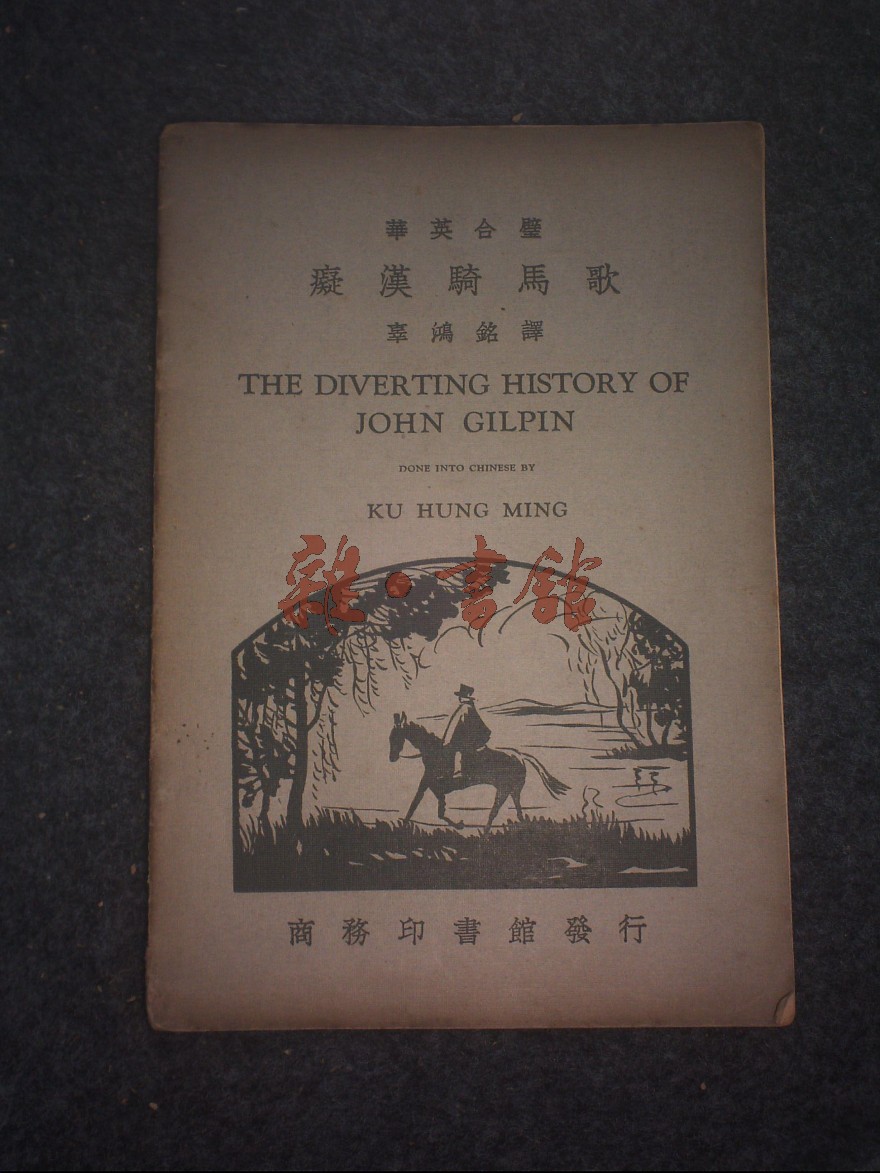 華英合璧
癡漢騎馬歌
辜鴻銘譯
THE DIVERTING HISTORY OF
JOHN GILPIN
DONE INTO CHINESE BY
KU HUNG MING
雜·書館
商務印書館發行